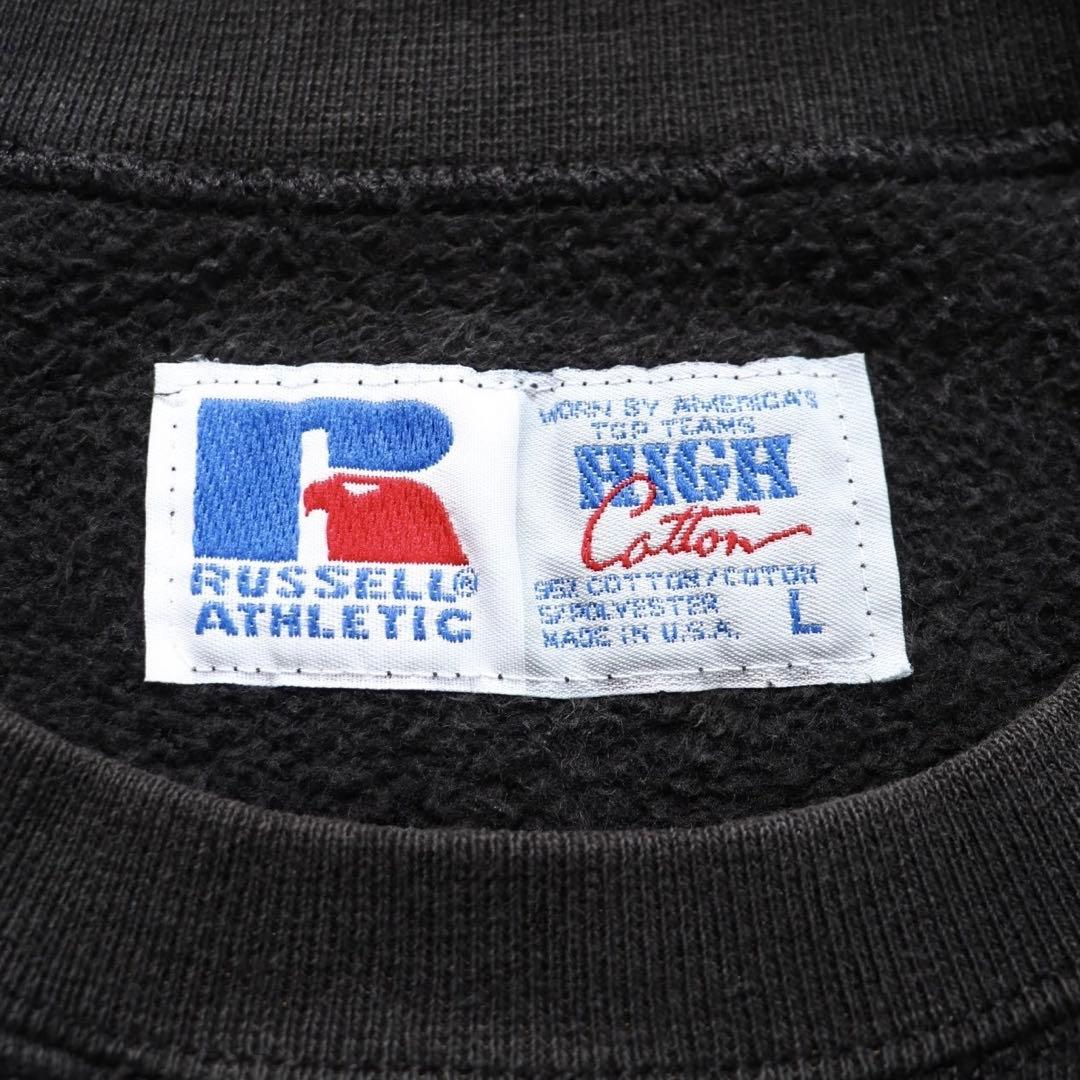 RUSSELL®
ATHLETIC
WORN BY AMERICA'S
TOP TEAMS
HIGH
Cotton
95% COTTON/COTON
5% POLYESTER
MADE IN U.S.A. L